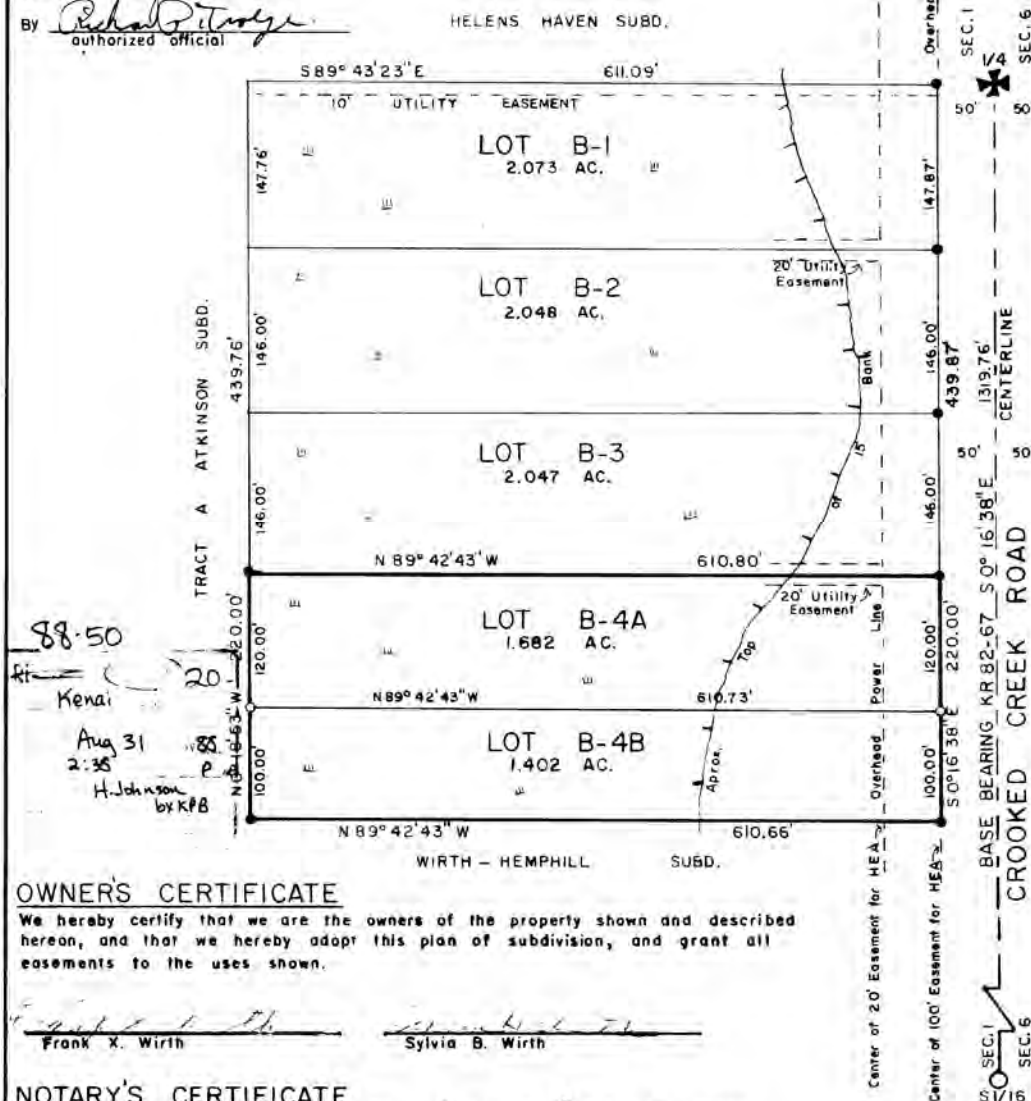 By
authorized official
HELENS HAVEN SUBD.
Overhead
SEC. 1
SEC. 6
1/4
S89° 43'23"E 611.09'
50' 50'
10' UTILITY EASEMENT
LOT B-1
2.073 AC.
147.76'
147.87'
20' Utility Easement
LOT B-2
2.048 AC.
TRACT A ATKINSON SUBD.
439.76'
146.00'
146.00'
439.87'
1319.76'
CENTERLINE
LOT B-3
2.047 AC.
50' 50'
146.00'
146.00'
Aprox. Top of 15' Bank
N 89° 42'43"W 610.80'
20' Utility Easement
LOT B-4A
1.682 AC.
120.00'
220.00'
120.00'
220.00'
Overhead Power Line
N89° 42'43"W 610.73'
LOT B-4B
1.402 AC.
100.00'
100.00'
S.0° 16'38"E
N 89° 42'43"W 610.66'
WIRTH - HEMPHILL SUBD.
BASE BEARING KR 82-67 S 0° 16'38"E
CROOKED CREEK ROAD
88-50
20-
Kenai
Aug 31 1988
2:38 P
H. Johnson
by KPB
OWNER'S CERTIFICATE
We hereby certify that we are the owners of the property shown and described
hereon, and that we hereby adopt this plan of subdivision, and grant all
easements to the uses shown.
Frank X. Wirth Sylvia B. Wirth
Center of 20' Easement for HEA
Center of 100' Easement for HEA
SEC. 1
SEC. 6
S1/16
NOTARY'S CERTIFICATE